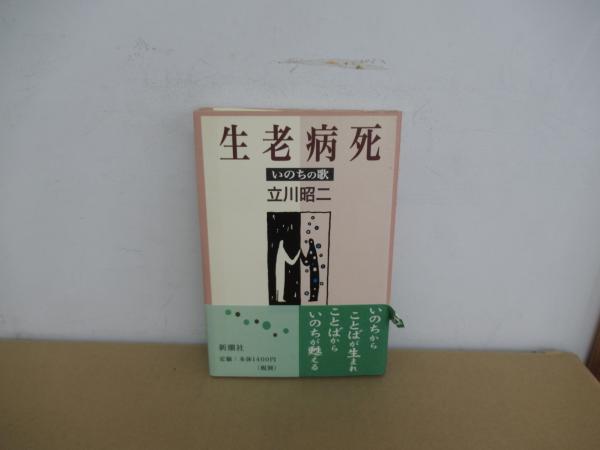 生老病死
いのちの歌
立川昭二
いのちから
ことばが生まれ
ことばから
いのちが甦える
新潮社
定価：本体1400円
（税別）